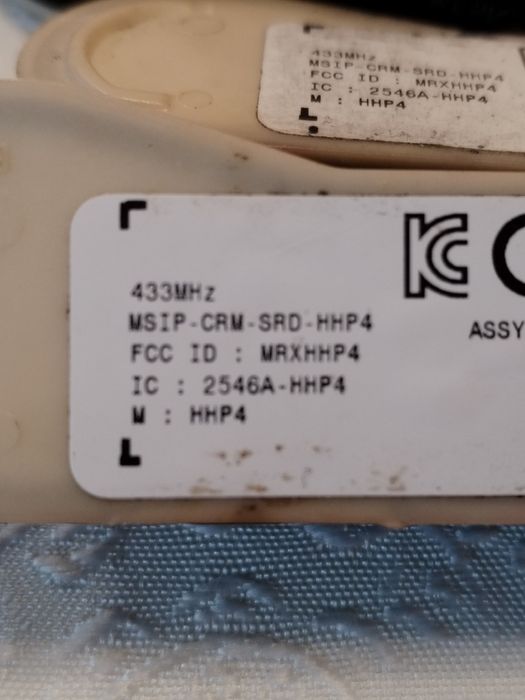 433MHz
MSIP-CRM-SRD-HHP4
FCC ID : MRXHHP4
IC : 2546A-HHP4
M : HHP4
KC
433MHz
MSIP-CRM-SRD-HHP4
FCC ID : MRXHHP4
IC : 2546A-HHP4
M : HHP4
ASSY